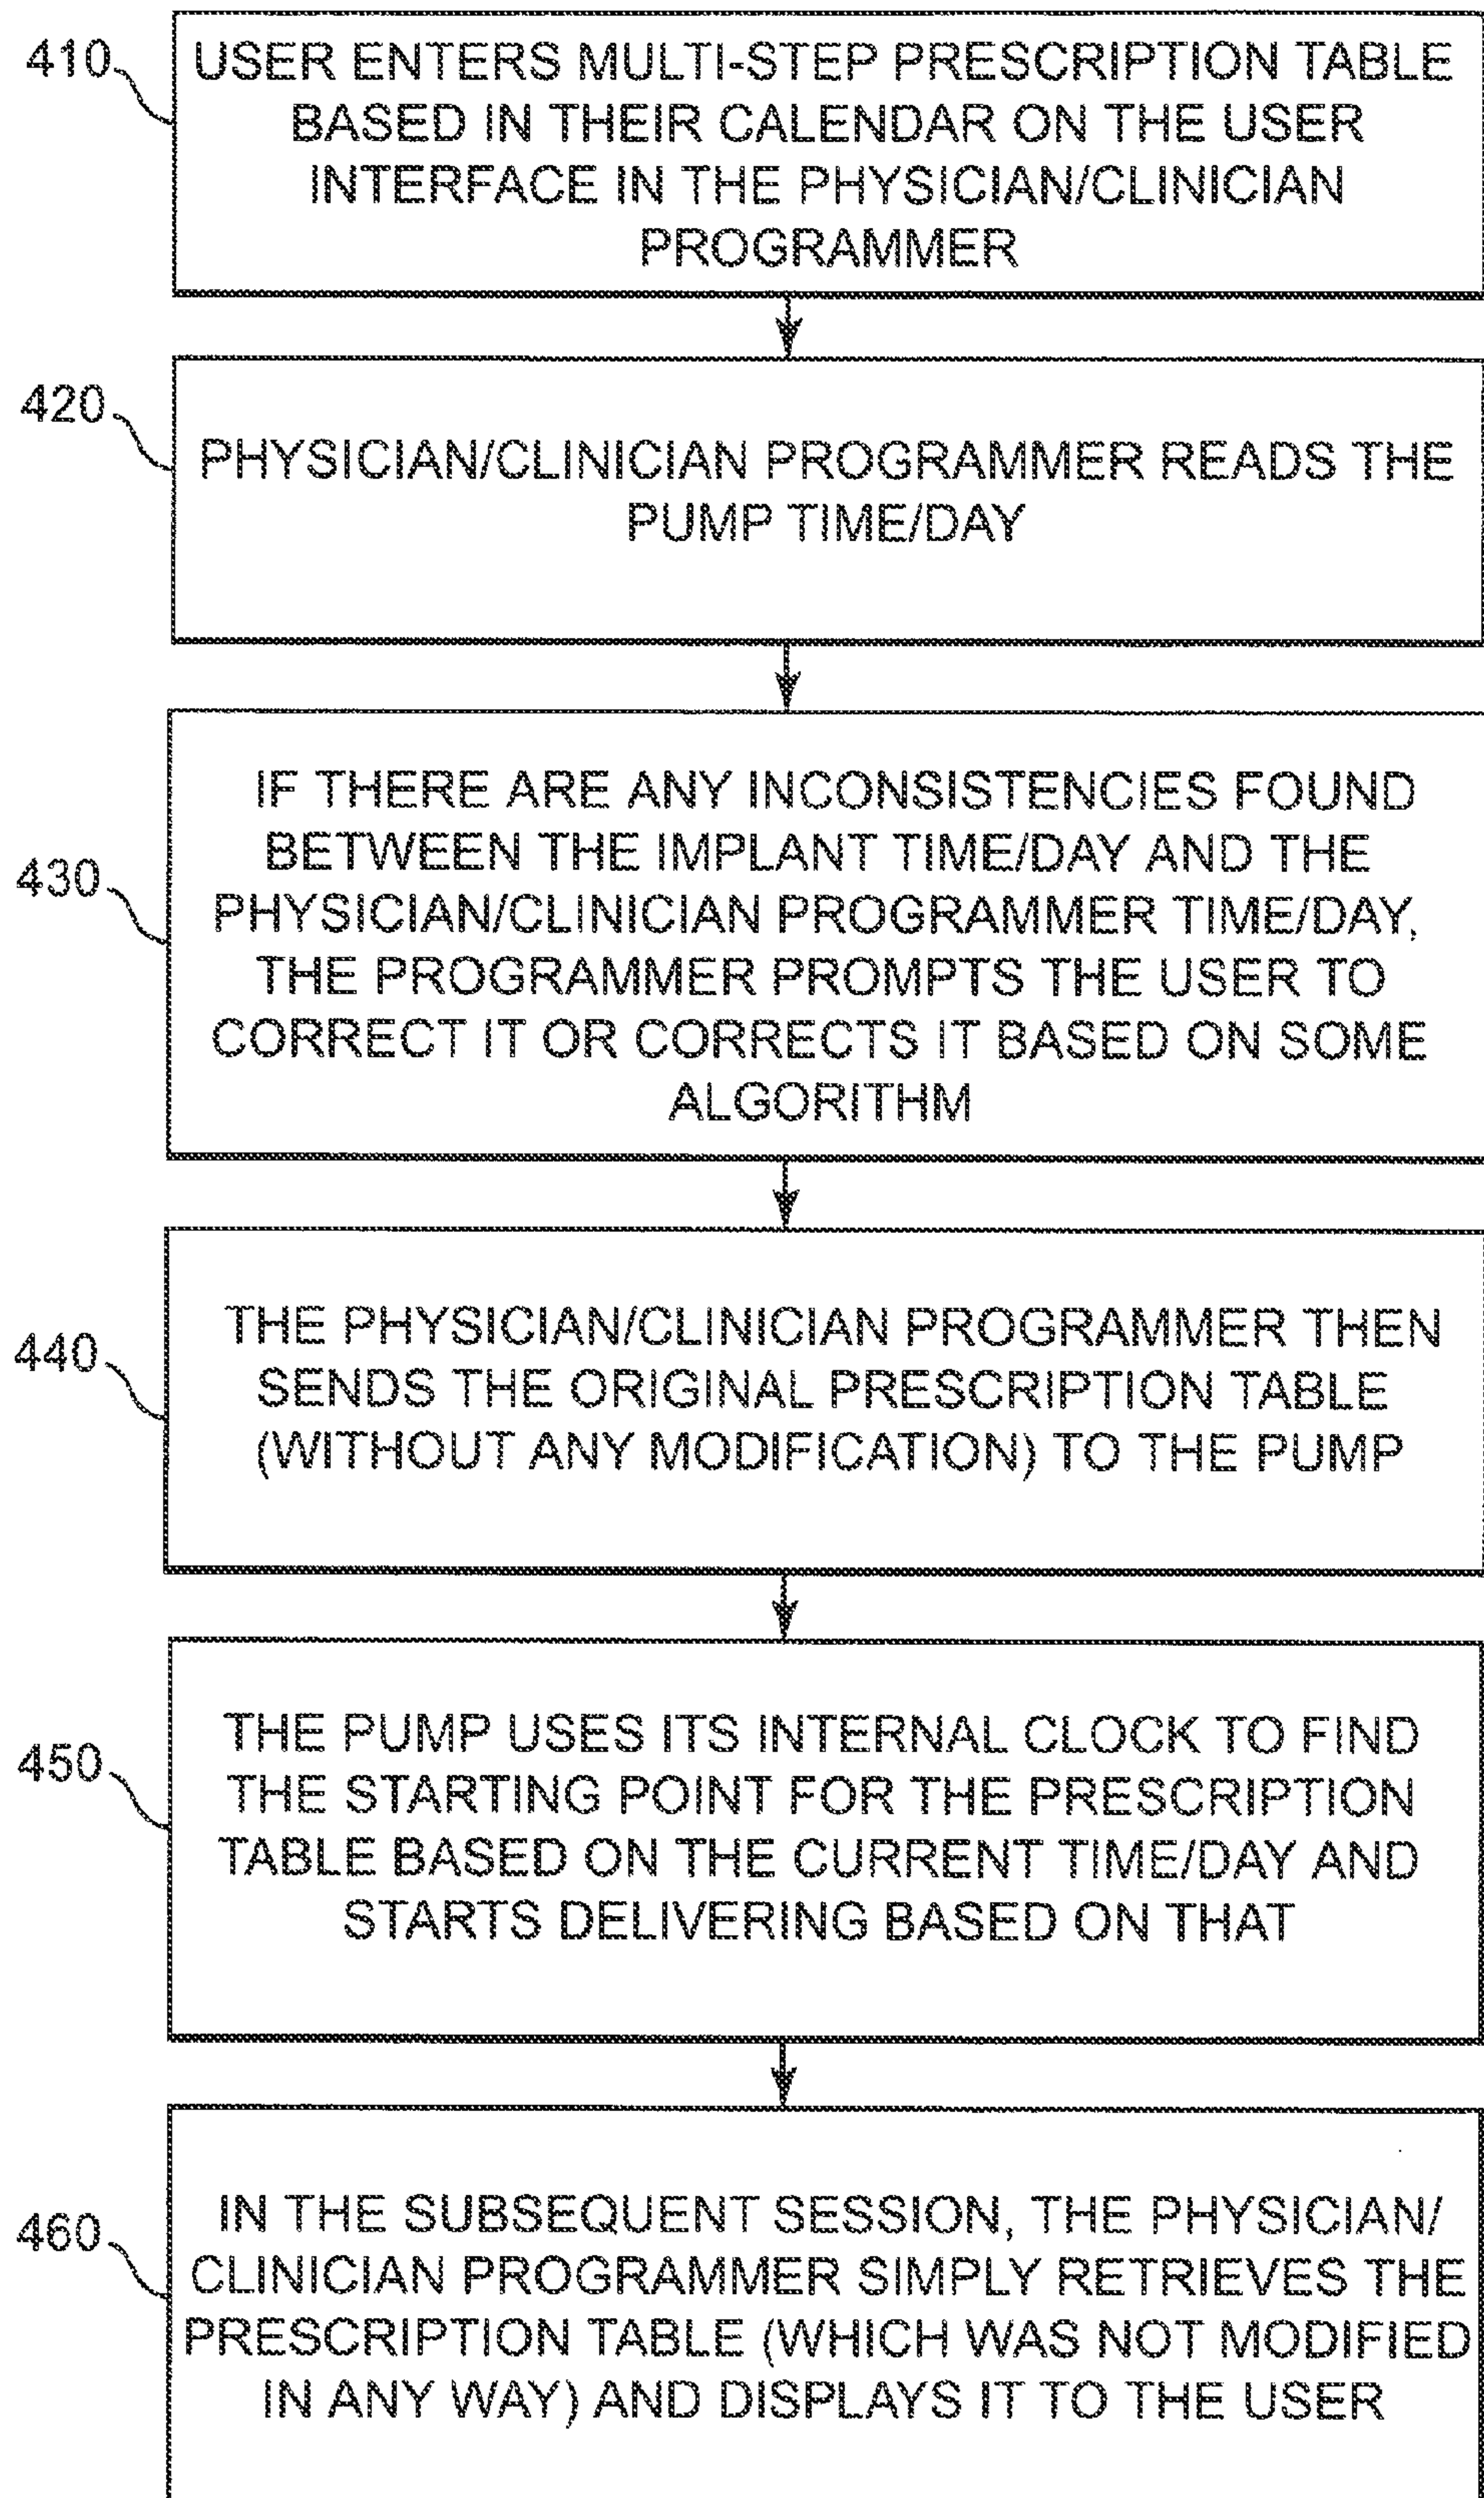 410
USER ENTERS MULTI-STEP PRESCRIPTION TABLE
BASED IN THEIR CALENDAR ON THE USER
INTERFACE IN THE PHYSICIAN/CLINICIAN
PROGRAMMER
420
PHYSICIAN/CLINICIAN PROGRAMMER READS THE
PUMP TIME/DAY
430
IF THERE ARE ANY INCONSISTENCIES FOUND
BETWEEN THE IMPLANT TIME/DAY AND THE
PHYSICIAN/CLINICIAN PROGRAMMER TIME/DAY,
THE PROGRAMMER PROMPTS THE USER TO
CORRECT IT OR CORRECTS IT BASED ON SOME
ALGORITHM
440
THE PHYSICIAN/CLINICIAN PROGRAMMER THEN
SENDS THE ORIGINAL PRESCRIPTION TABLE
(WITHOUT ANY MODIFICATION) TO THE PUMP
450
THE PUMP USES ITS INTERNAL CLOCK TO FIND
THE STARTING POINT FOR THE PRESCRIPTION
TABLE BASED ON THE CURRENT TIME/DAY AND
STARTS DELIVERING BASED ON THAT
460
IN THE SUBSEQUENT SESSION, THE PHYSICIAN/
CLINICIAN PROGRAMMER SIMPLY RETRIEVES THE
PRESCRIPTION TABLE (WHICH WAS NOT MODIFIED
IN ANY WAY) AND DISPLAYS IT TO THE USER